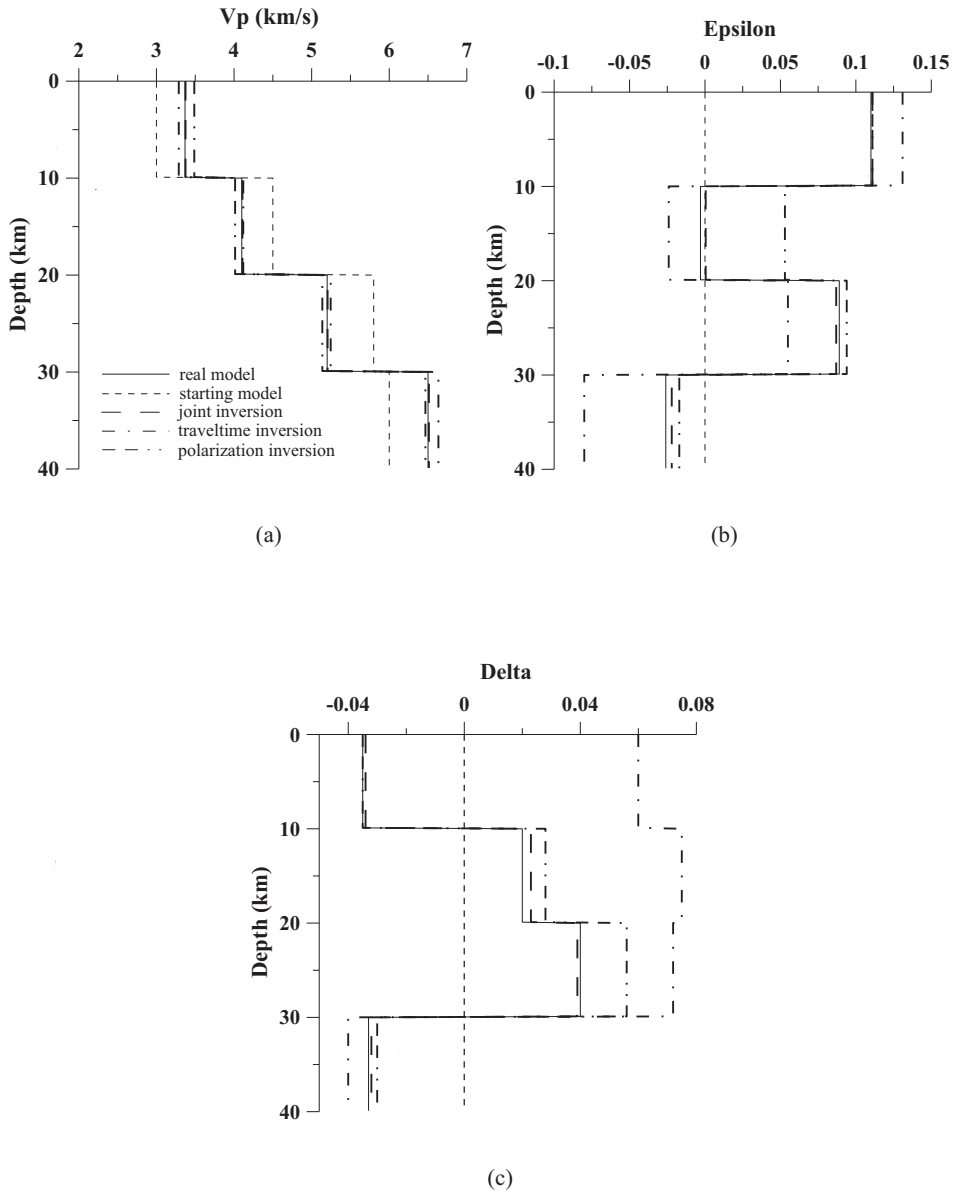 Vp (km/s)
2 3 4 5 6 7
0
10
20
30
40
Depth (km)
real model
starting model
joint inversion
traveltime inversion
polarization inversion
(a)
Epsilon
-0.1 -0.05 0 0.05 0.1 0.15
0
10
20
30
40
Depth (km)
(b)
Delta
-0.04 0 0.04 0.08
0
10
20
30
40
Depth (km)
(c)